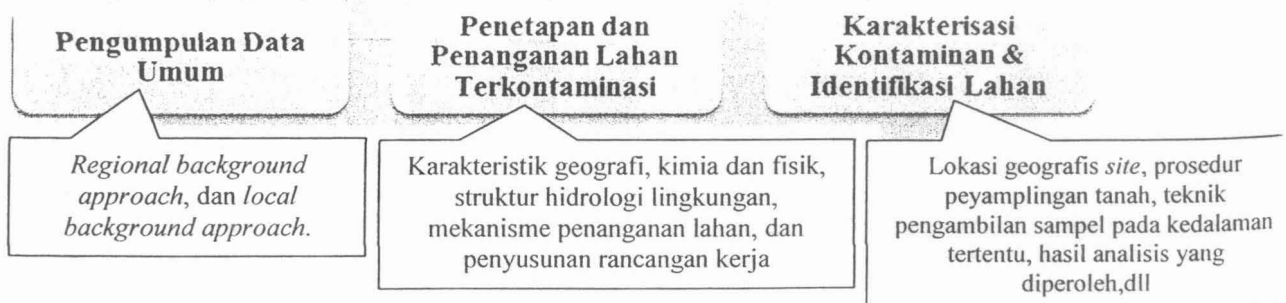 Pengumpulan Data
Umum
Penetapan dan
Penanganan Lahan
Terkontaminasi
Karakterisasi
Kontaminan &
Identifikasi Lahan
Regional background
approach, dan local
background approach.
Karakteristik geografi, kimia dan fisik,
struktur hidrologi lingkungan,
mekanisme penanganan lahan, dan
penyusunan rancangan kerja
Lokasi geografis site, prosedur
peyamplingan tanah, teknik
pengambilan sampel pada kedalaman
tertentu, hasil analisis yang
diperoleh,dll